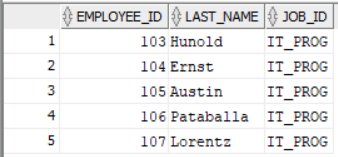 EMPLOYEE_ID LAST_NAME JOB_ID
1 103 Hunold IT_PROG
2 104 Ernst IT_PROG
3 105 Austin IT_PROG
4 106 Pataballa IT_PROG
5 107 Lorentz IT_PROG